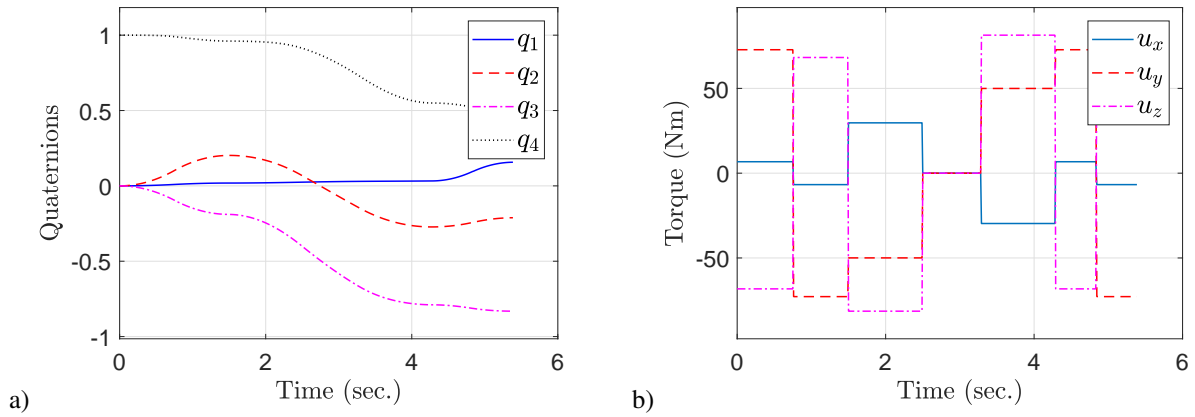 1
0.5
0
-0.5
-1
Quaternions
0
2
4
6
Time (sec.)
q1
q2
q3
q4
a)
50
0
-50
Torque (Nm)
0
2
4
6
Time (sec.)
ux
uy
uz
b)